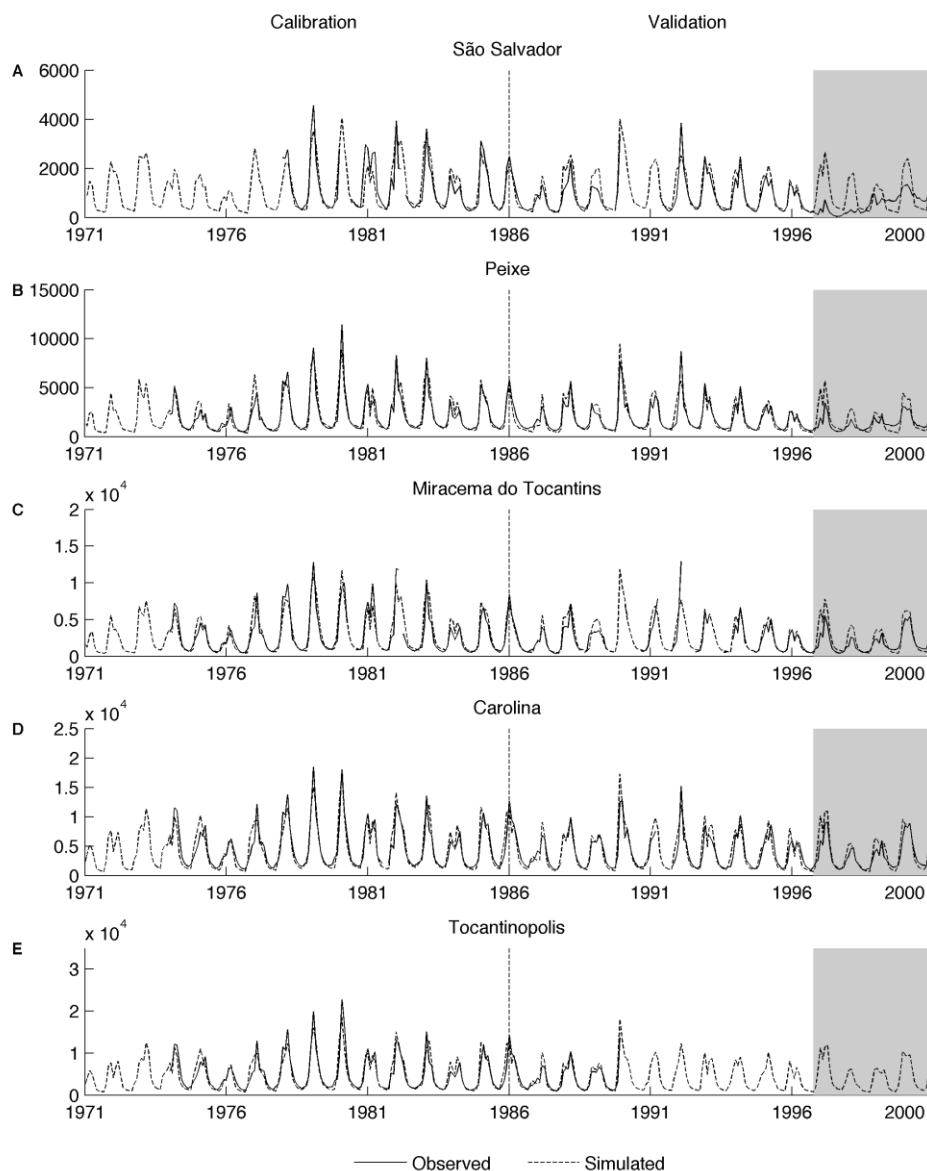 Calibration Validation
São Salvador
A
6000
4000
2000
0
1971 1976 1981 1986 1991 1996 2000
Peixe
B
15000
10000
5000
0
1971 1976 1981 1986 1991 1996 2000
Miracema do Tocantins
x 10^4
C
2
1.5
1
0.5
0
1971 1976 1981 1986 1991 1996 2000
Carolina
x 10^4
D
2.5
2
1.5
1
0.5
0
1971 1976 1981 1986 1991 1996 2000
Tocantinopolis
x 10^4
E
3
2
1
0
1971 1976 1981 1986 1991 1996 2000
Observed Simulated